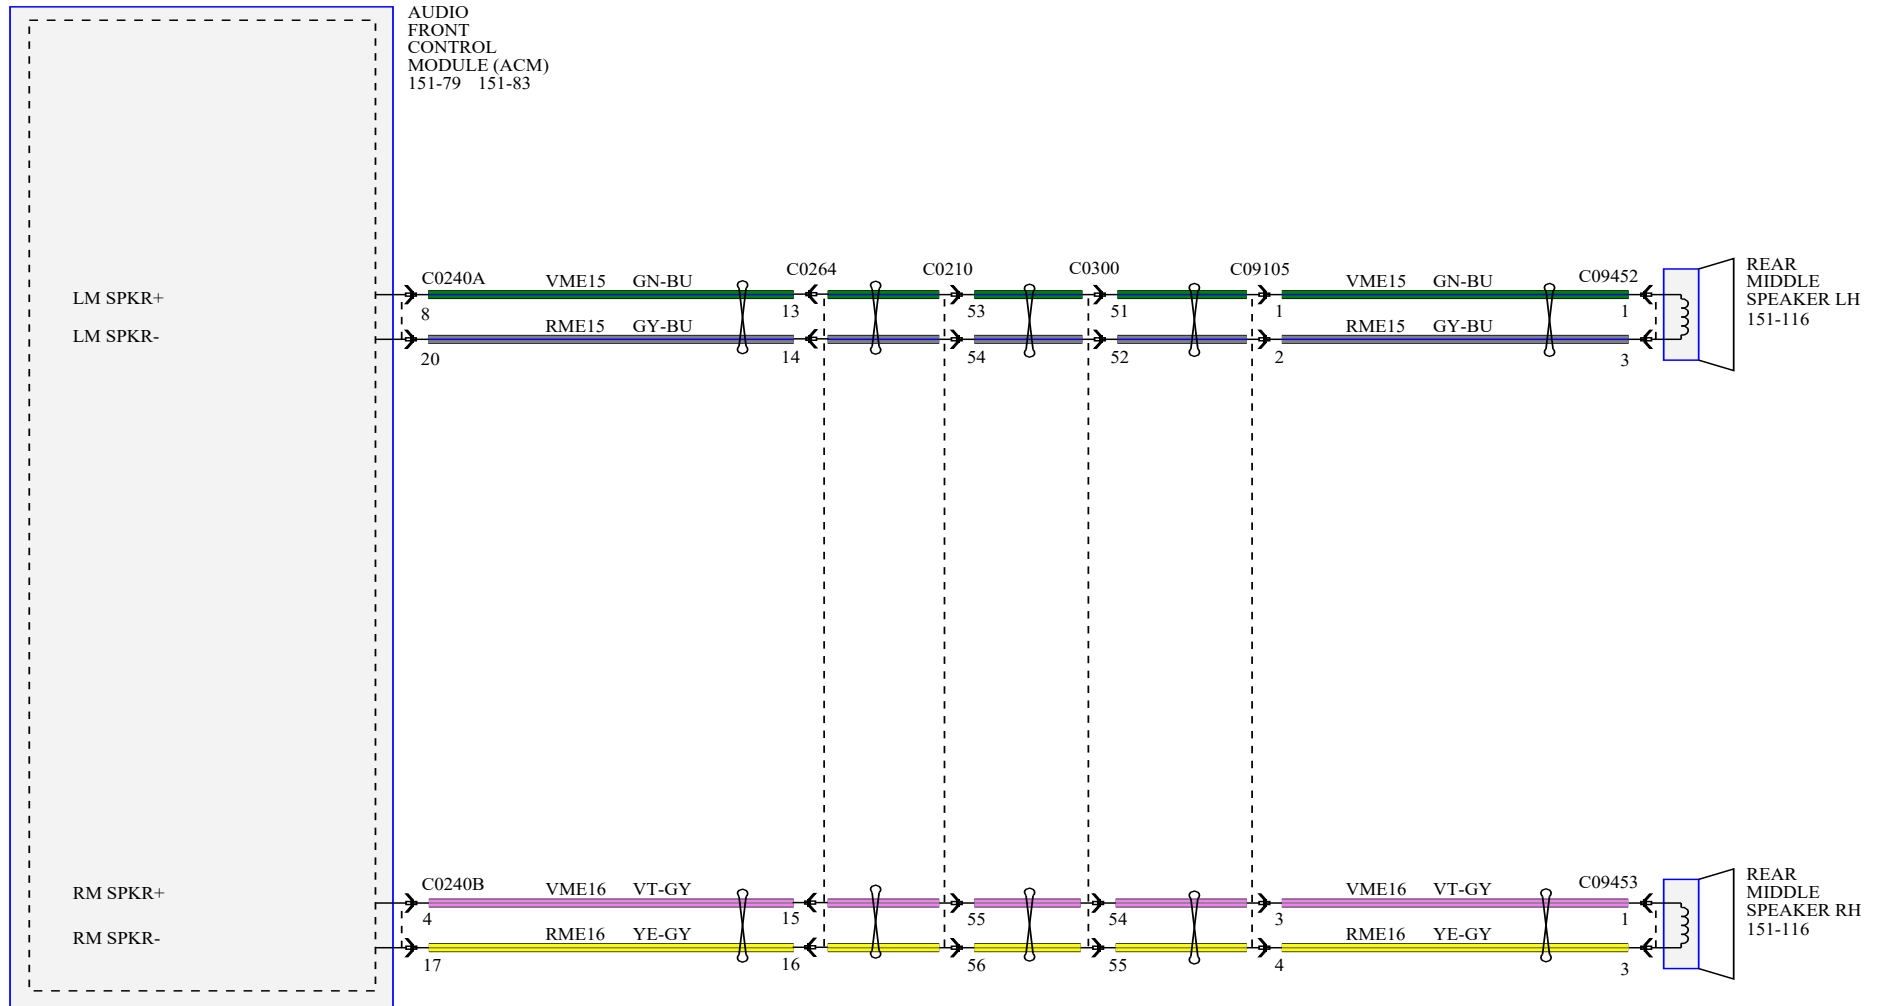 AUDIO
FRONT
CONTROL
MODULE (ACM)
151-79 151-83
LM SPKR+
LM SPKR-
C0240A
VME15 GN-BU
C0264
C0210
C0300
C09105
VME15 GN-BU
C09452
8
13
53
51
1
1
RME15 GY-BU
RME15 GY-BU
20
14
54
52
2
3
REAR
MIDDLE
SPEAKER LH
151-116
RM SPKR+
RM SPKR-
C0240B
VME16 VT-GY
VME16 VT-GY
C09453
4
15
55
54
3
1
RME16 YE-GY
RME16 YE-GY
17
16
56
55
4
3
REAR
MIDDLE
SPEAKER RH
151-116